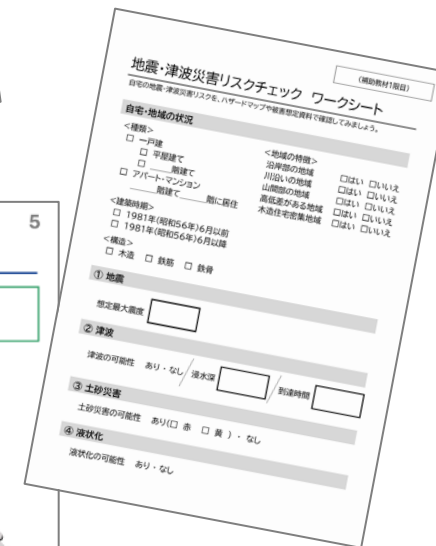 5
(補助教材1限目)
地震・津波災害リスクチェック ワークシート
自宅の地震・津波災害リスクを、ハザードマップや被害想定資料で確認してみましょう。
自宅・地域の状況
<種類>
□ 一戸建
□ 平屋建て
□ ___階建て
□ アパート・マンション
___階建て___階に居住
<建築時期>
□ 1981年(昭和56年)6月以前
□ 1981年(昭和56年)6月以降
<構造>
□ 木造 □ 鉄筋 □ 鉄骨
<地域の特徴>
沿岸部の地域 □はい □いいえ
川沿いの地域 □はい □いいえ
山間部の地域 □はい □いいえ
高低差がある地域 □はい □いいえ
木造住宅密集地域 □はい □いいえ
① 地震
想定最大震度
② 津波
津波の可能性 あり・なし/浸水深 /到達時間
③ 土砂災害
土砂災害の可能性 あり(□ 赤 □ 黄 )・ なし
④ 液状化
液状化の可能性 あり・なし